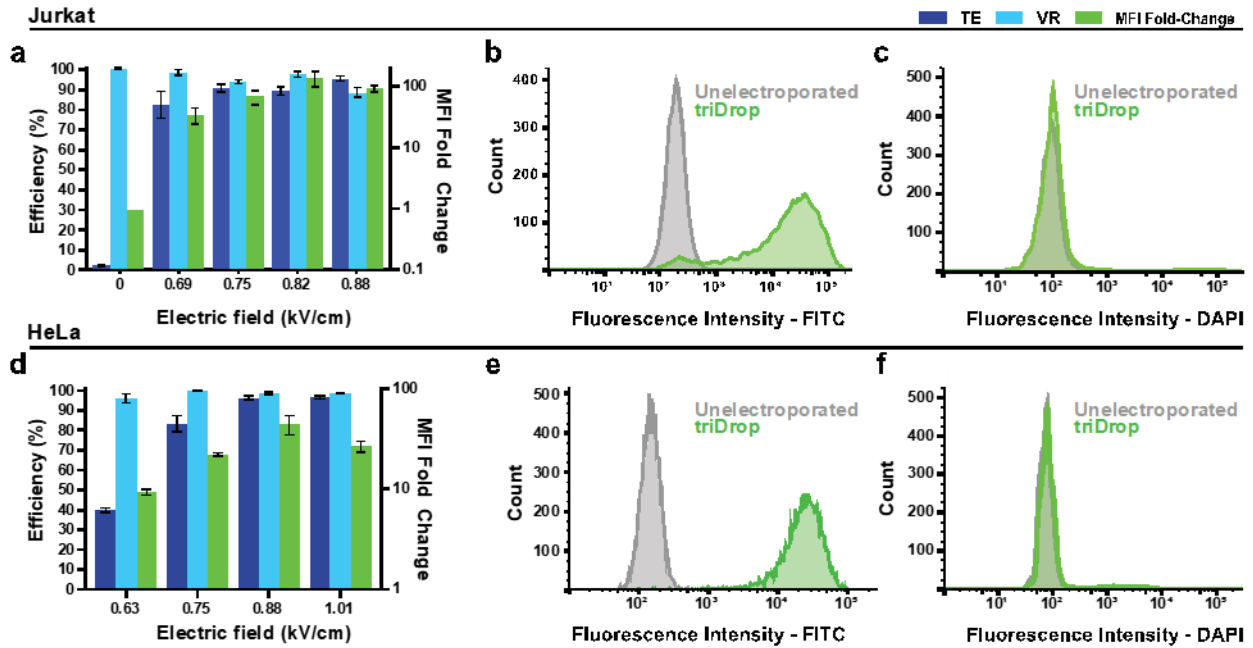 Jurkat
TE VR MFI Fold-Change
a
100
90
80
70
60
50
40
30
20
10
0
Efficiency (%)
100
10
1
0.1
MFI Fold Change
0 0.69 0.75 0.82 0.88
Electric field (kV/cm)
b
400
300
200
100
Count
Unelectroporated
triDrop
10¹ 10² 10³ 10⁴ 10⁵
Fluorescence Intensity - FITC
c
500
400
300
200
100
0
Count
Unelectroporated
triDrop
10¹ 10² 10³ 10⁴ 10⁵
Fluorescence Intensity - DAPI
HeLa
d
100
90
80
70
60
50
40
30
20
10
0
Efficiency (%)
100
10
1
MFI Fold Change
0.63 0.75 0.88 1.01
Electric field (kV/cm)
e
500
400
300
200
100
Count
Unelectroporated
triDrop
10² 10³ 10⁴ 10⁵
Fluorescence Intensity - FITC
f
500
400
300
200
100
0
Count
Unelectroporated
triDrop
10¹ 10² 10³ 10⁴ 10⁵
Fluorescence Intensity - DAPI